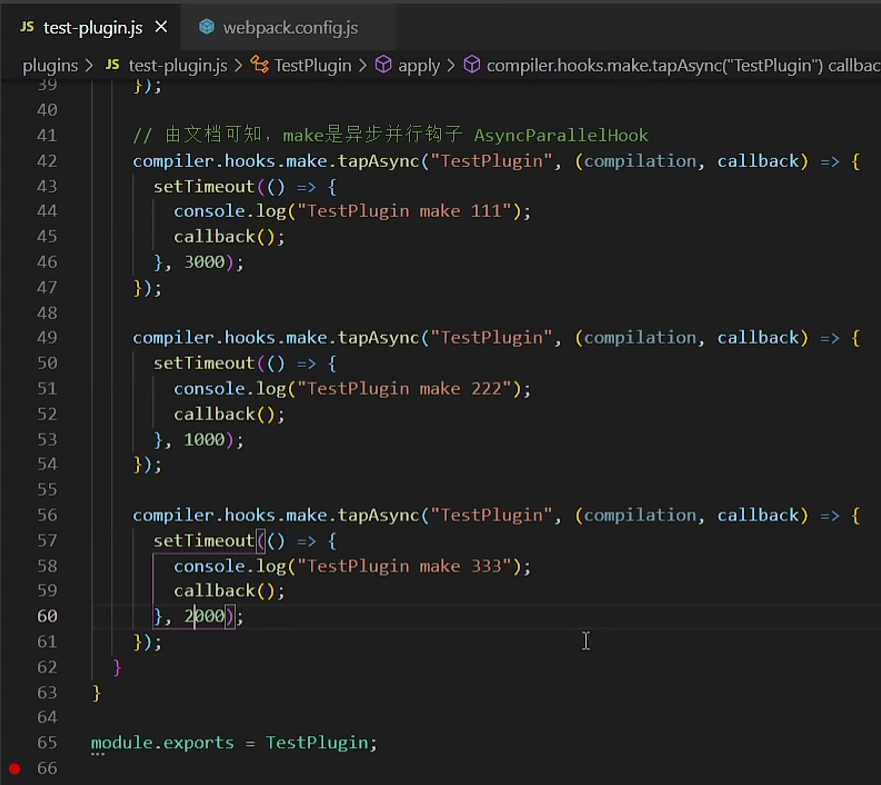 JS test-plugin.js × webpack.config.js
plugins > JS test-plugin.js > TestPlugin > apply > compiler.hooks.make.tapAsync("TestPlugin") callbac
39 });
40
41 // 由文档可知，make是异步并行钩子 AsyncParallelHook
42 compiler.hooks.make.tapAsync("TestPlugin", (compilation, callback) => {
43 setTimeout(() => {
44 console.log("TestPlugin make 111");
45 callback();
46 }, 3000);
47 });
48
49 compiler.hooks.make.tapAsync("TestPlugin", (compilation, callback) => {
50 setTimeout(() => {
51 console.log("TestPlugin make 222");
52 callback();
53 }, 1000);
54 });
55
56 compiler.hooks.make.tapAsync("TestPlugin", (compilation, callback) => {
57 setTimeout(() => {
58 console.log("TestPlugin make 333");
59 callback();
60 }, 2000);
61 });
62 }
63 }
64
65 module.exports = TestPlugin;
66